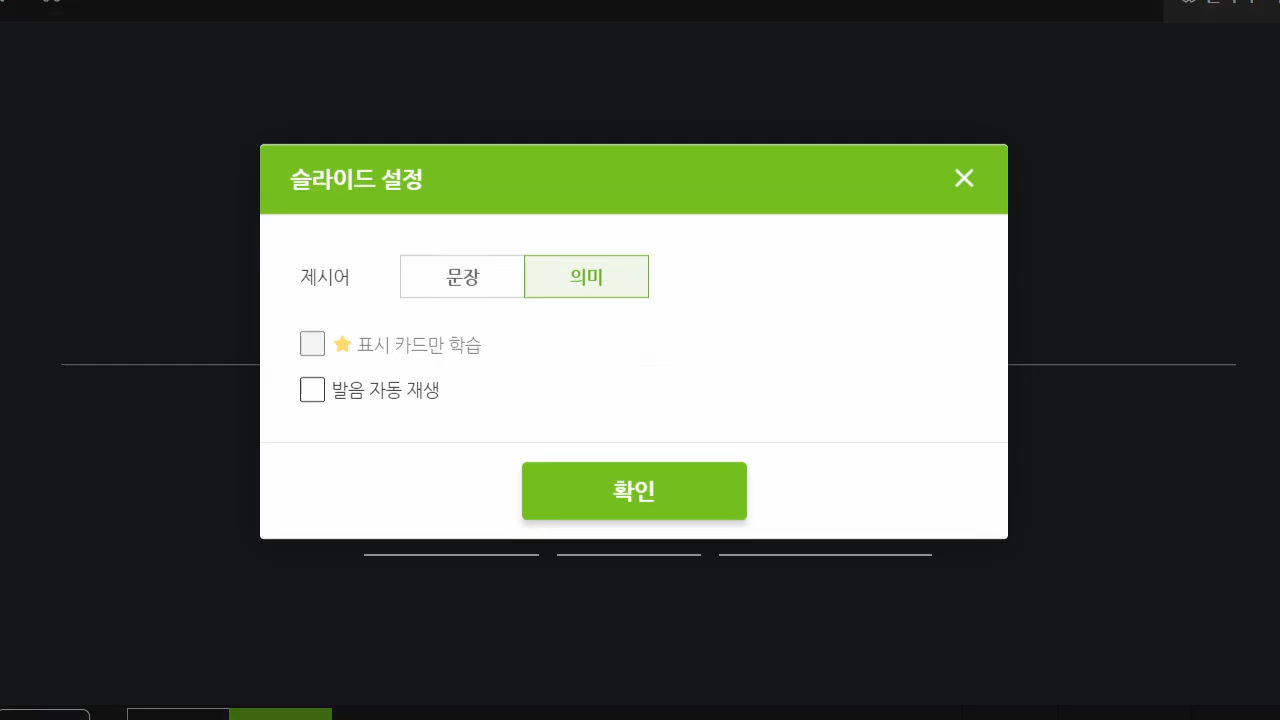 슬라이드 설정
제시어 문장 의미
표시 카드만 학습
발음 자동 재생
확인